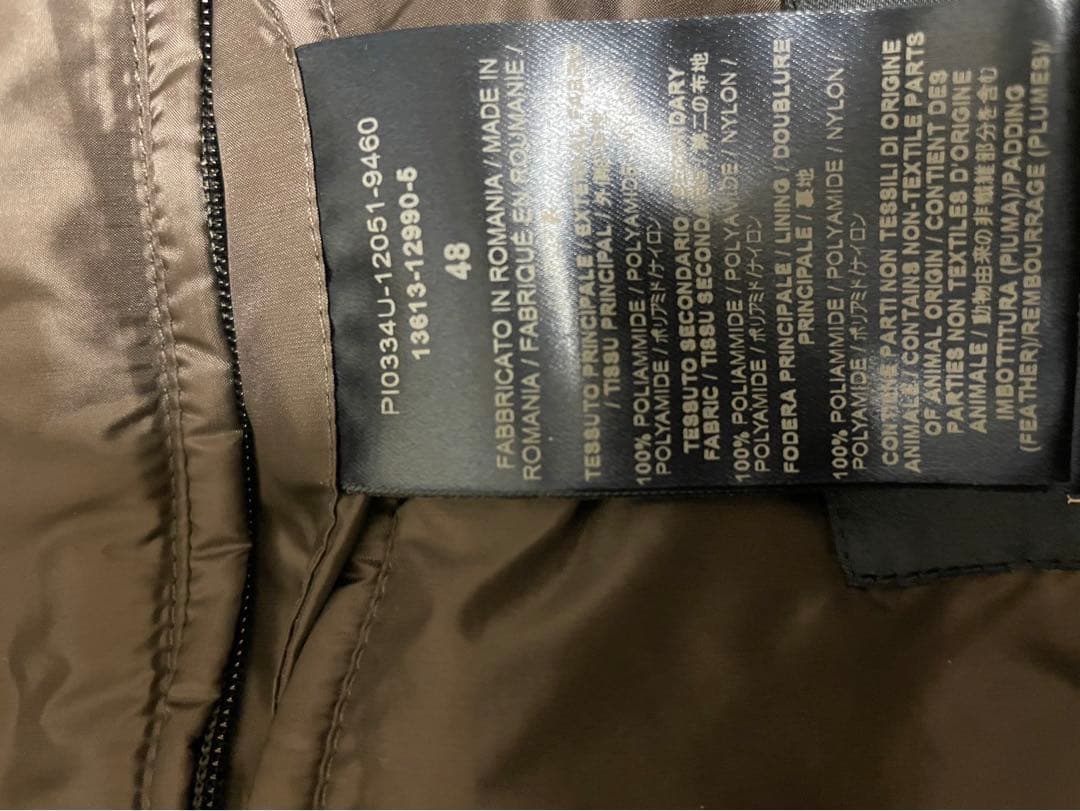 PI0334U-12051-9460
13613-12990-5
48
FABBRICATO IN ROMANIA / MADE IN
ROMANIA / FABRIQUÉ EN ROUMANIE /
TESSUTO PRINCIPALE / EXTERNAL FABRIC
/ TISSU PRINCIPAL /
100% POLIAMMIDE / POLYAMIDE / NYLON /
POLYAMIDE / ポリアミド / ナイロン
TESSUTO SECONDARIO / SECONDARY
FABRIC / TISSU SECONDAIRE / 第二の布地
100% POLIAMMIDE / POLYAMIDE / NYLON /
POLYAMIDE / ポリアミド / ナイロン
FODERA PRINCIPALE / LINING / DOUBLURE
PRINCIPALE / 裏地
100% POLIAMMIDE / POLYAMIDE / NYLON /
POLYAMIDE / ポリアミド / ナイロン
CONTIENE PARTI NON TESSILI DI ORIGINE
ANIMALE / CONTAINS NON-TEXTILE PARTS
OF ANIMAL ORIGIN / CONTIENT DES
PARTIES NON TEXTILES D'ORIGINE
ANIMALE / 動物由来の非繊維部分を含む
IMBOTTITURA (PIUMA)/PADDING
(FEATHER)/REMBOURRAGE (PLUMES)/